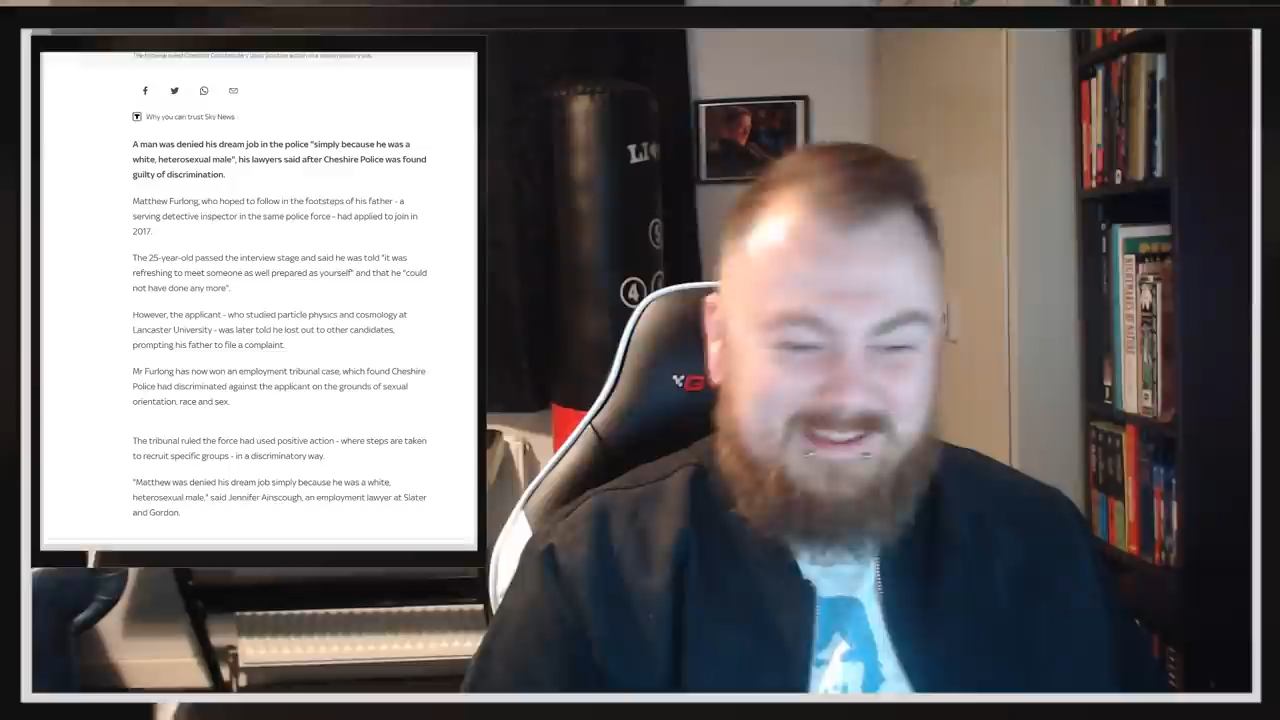 Why you can trust Sky News
A man was denied his dream job in the police "simply because he was a
white, heterosexual male", his lawyers said after Cheshire Police was found
guilty of discrimination.
Matthew Furlong, who hoped to follow in the footsteps of his father - a
serving detective inspector in the same police force - had applied to join in
2017.
The 25-year-old passed the interview stage and said he was told "it was
refreshing to meet someone as well prepared as yourself" and that he "could
not have done any more".
However, the applicant - who studied particle physics and cosmology at
Lancaster University - was later told he lost out to other candidates,
prompting his father to file a complaint.
Mr Furlong has now won an employment tribunal case, which found Cheshire
Police had discriminated against the applicant on the grounds of sexual
orientation, race and sex.
The tribunal ruled the force had used positive action - where steps are taken
to recruit specific groups - in a discriminatory way.
"Matthew was denied his dream job simply because he was a white,
heterosexual male," said Jennifer Ainscough, an employment lawyer at Slater
and Gordon.
4